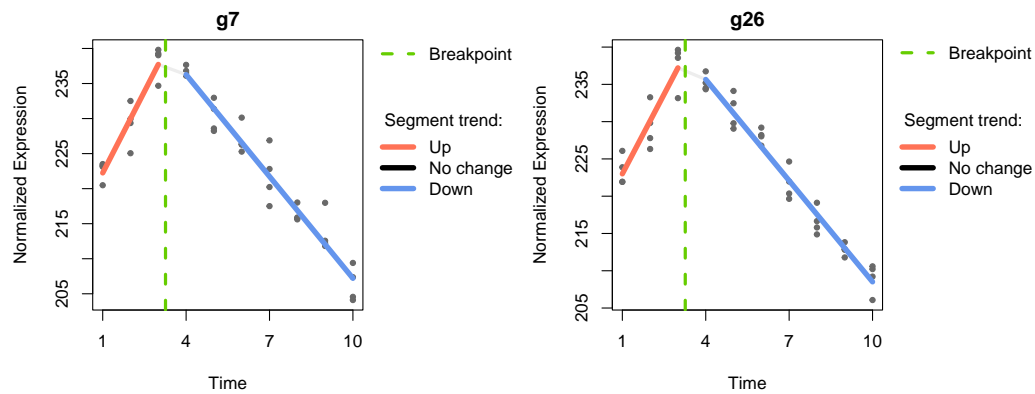 g7
Normalized Expression
235
225
215
205
1 4 7 10
Time
Breakpoint
Segment trend:
Up
No change
Down
g26
Normalized Expression
235
225
215
205
1 4 7 10
Time
Breakpoint
Segment trend:
Up
No change
Down